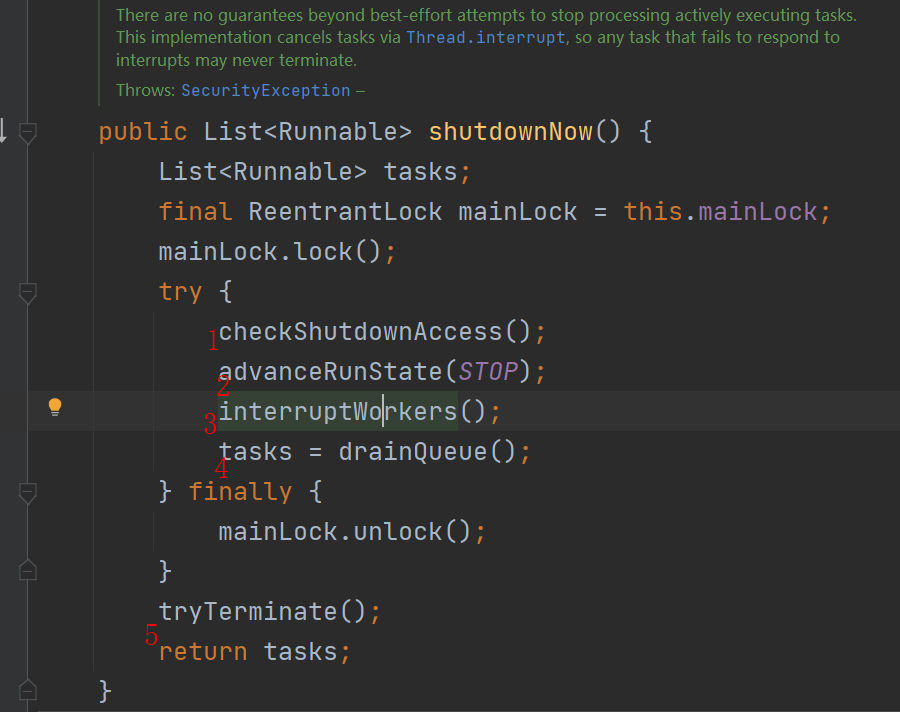 There are no guarantees beyond best-effort attempts to stop processing actively executing tasks.
This implementation cancels tasks via Thread.interrupt, so any task that fails to respond to
interrupts may never terminate.
Throws: SecurityException –
public List<Runnable> shutdownNow() {
List<Runnable> tasks;
final ReentrantLock mainLock = this.mainLock;
mainLock.lock();
try {
1 checkShutdownAccess();
2 advanceRunState(STOP);
3 interruptWorkers();
4 tasks = drainQueue();
} finally {
mainLock.unlock();
}
5 tryTerminate();
return tasks;
}